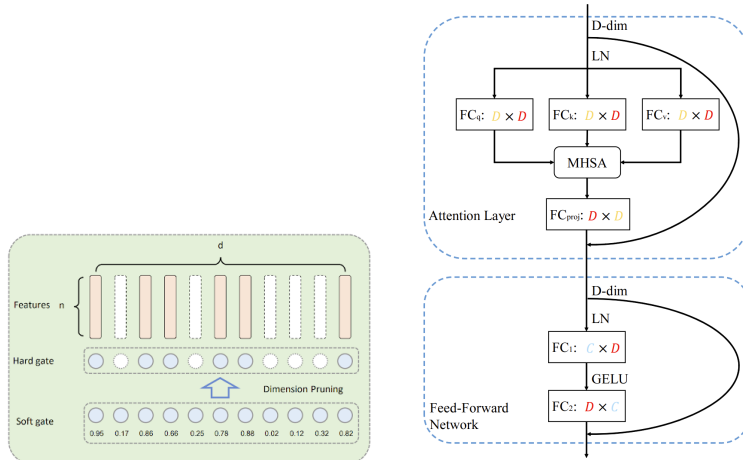 d
Features n
Hard gate
Dimension Pruning
Soft gate
0.95 0.17 0.86 0.66 0.25 0.78 0.88 0.02 0.12 0.32 0.82
D-dim
LN
FCq: D × D FCk: D × D FCv: D × D
MHSA
FCproj: D × D
Attention Layer
D-dim
LN
FC1: C × D
GELU
FC2: D × C
Feed-Forward
Network